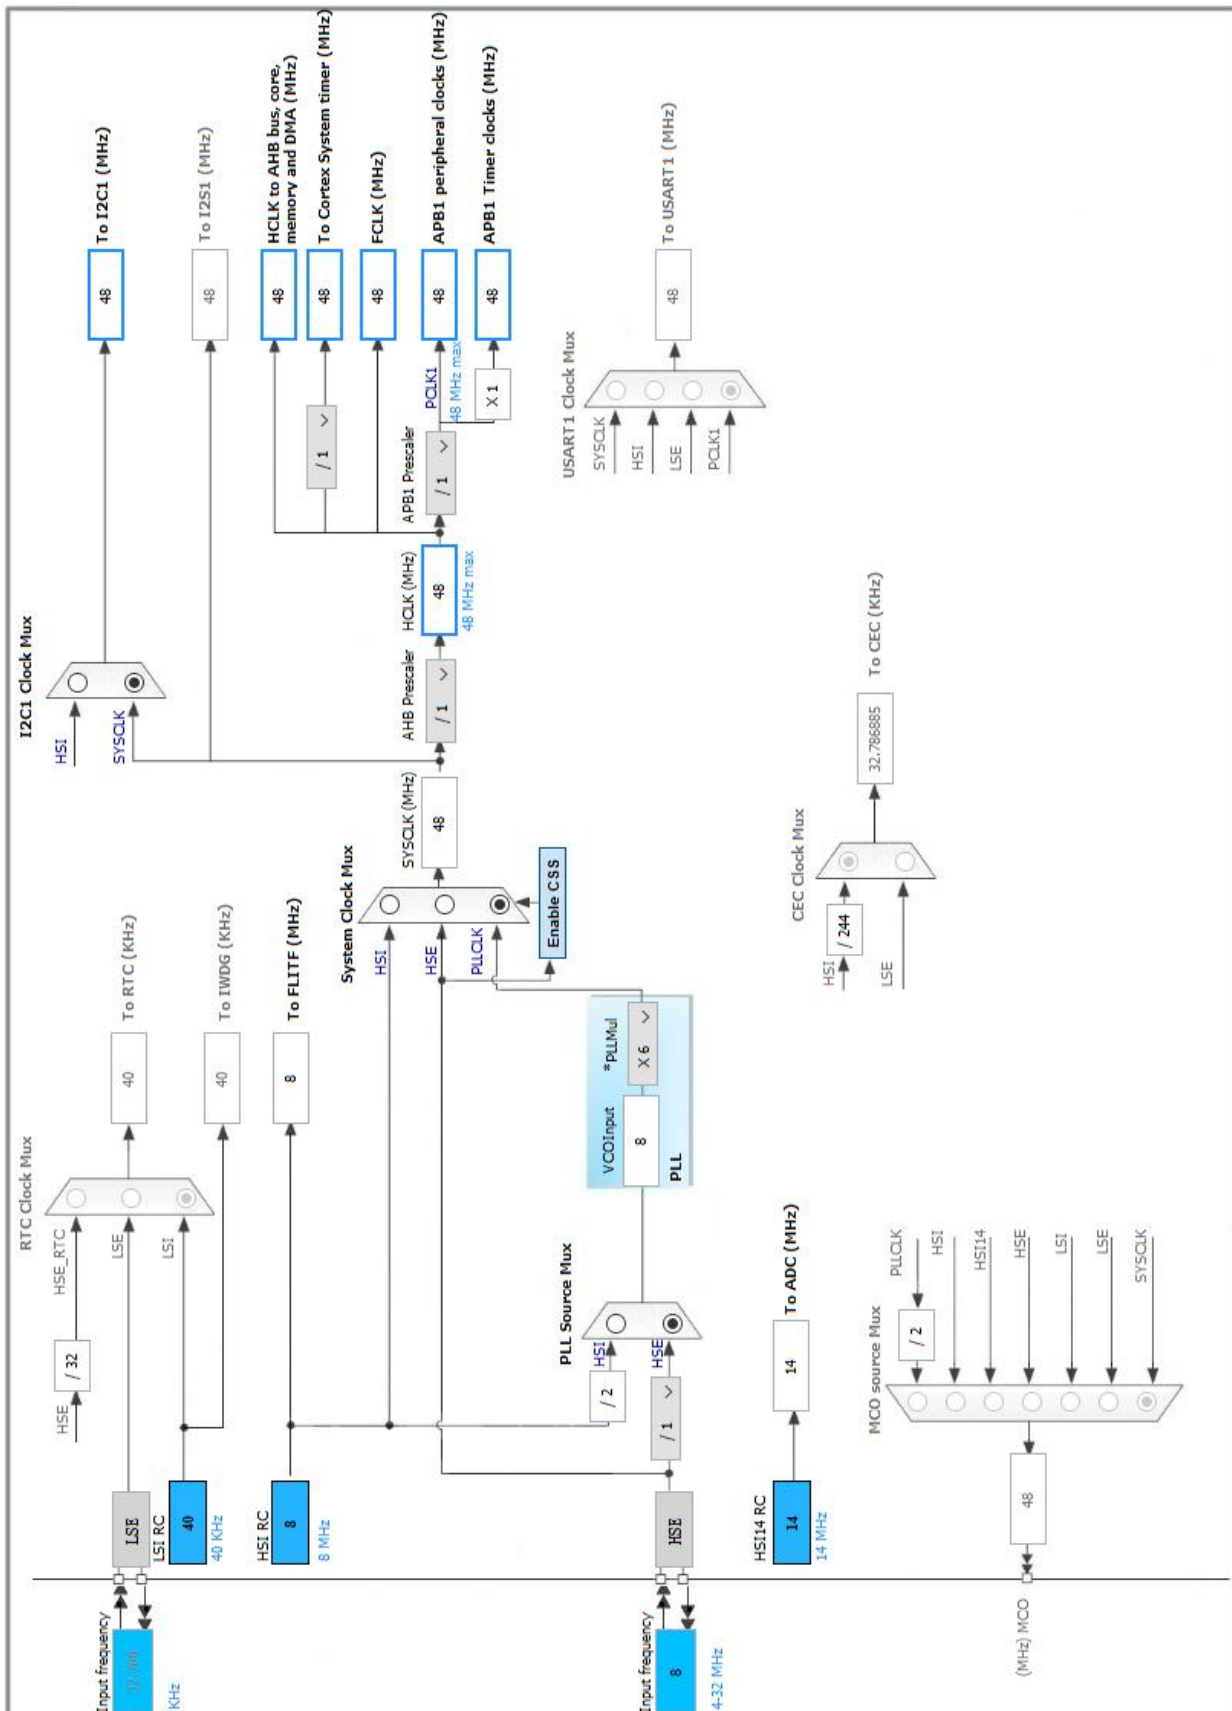 RTC Clock Mux
HSE
/ 32
HSE_RTC
LSE
LSI
40
To RTC (KHz)
40
To IWDG (KHz)
Input frequency
KHz
LSE
LSI RC
40
40 KHz
HSI RC
8
8 MHz
8
To FLITF (MHz)
I2C1 Clock Mux
HSI
SYSCLK
48
To I2C1 (MHz)
48
To I2S1 (MHz)
System Clock Mux
HSI
HSE
PLLCLK
Enable CSS
SYSCLK (MHz)
48
AHB Prescaler
/ 1
HCLK (MHz)
48
48 MHz max
APB1 Prescaler
/ 1
PCLK1
48 MHz max
X 1
/ 1
48
HCLK to AHB bus, core,
memory and DMA (MHz)
48
To Cortex System timer (MHz)
48
FCLK (MHz)
48
APB1 peripheral clocks (MHz)
48
APB1 Timer clocks (MHz)
Input frequency
8
4-32 MHz
HSE
/ 1
/ 2
PLL Source Mux
HSI
HSE
VCOInput
8
*PLLMul
X 6
PLL
HSI14 RC
14
14 MHz
14
To ADC (MHz)
USART1 Clock Mux
SYSCLK
HSI
LSE
PCLK1
48
To USART1 (MHz)
CEC Clock Mux
HSI
/ 244
LSE
32.786885
To CEC (KHz)
MCO source Mux
(MHz) MCO
48
/ 2
PLLCLK
HSI
HSI14
HSE
LSI
LSE
SYSCLK